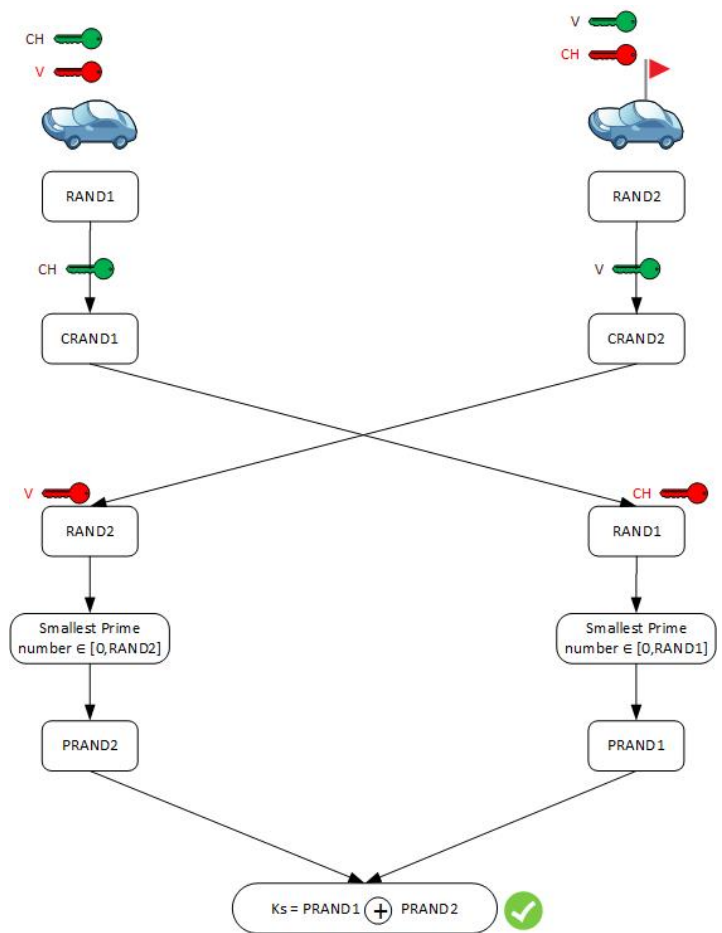 CH
V
V
CH
RAND1
RAND2
CH
V
CRAND1
CRAND2
V
CH
RAND2
RAND1
Smallest Prime
number ∈ [0,RAND2]
Smallest Prime
number ∈ [0,RAND1]
PRAND2
PRAND1
Ks = PRAND1 + PRAND2